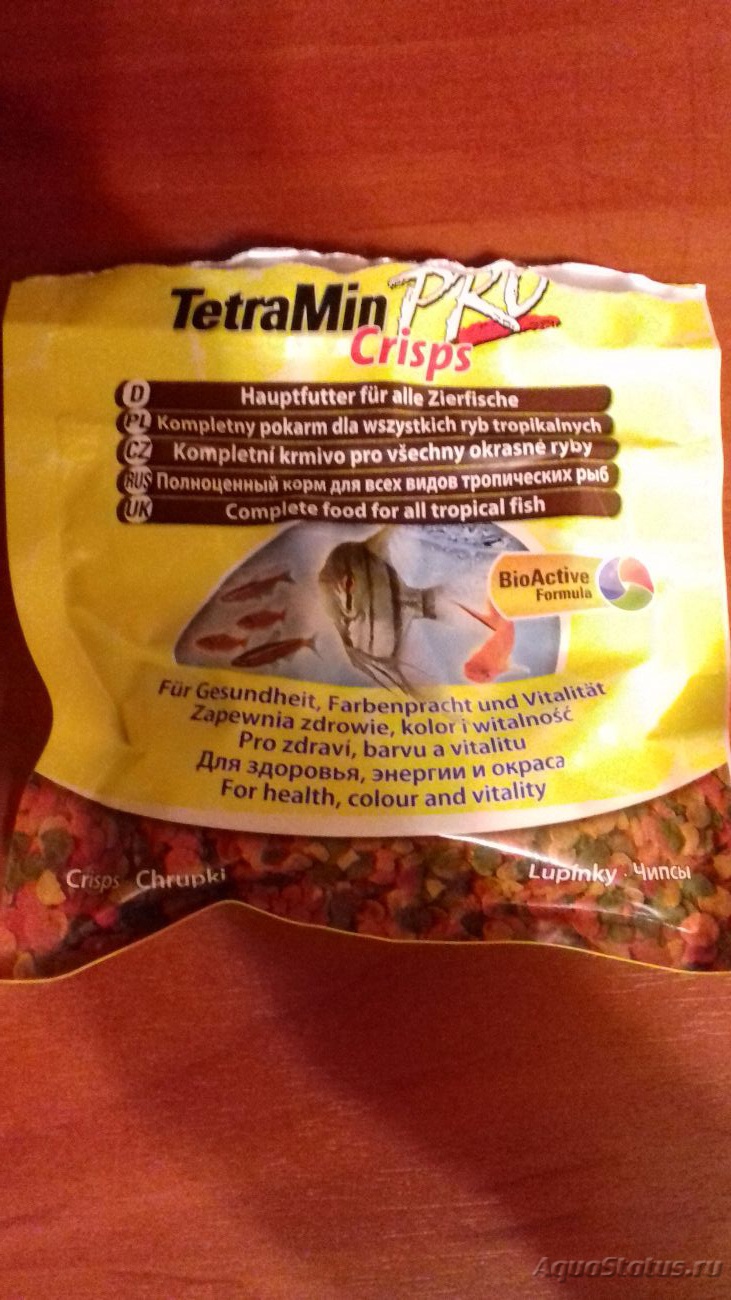 TetraMin PRO
Crisps
D Hauptfutter für alle Zierfische
PL Kompletny pokarm dla wszystkich ryb tropikalnych
CZ Kompletní krmivo pro všechny okrasné ryby
RUS Полноценный корм для всех видов тропических рыб
UK Complete food for all tropical fish
BioActive
Formula
Für Gesundheit, Farbenpracht und Vitalität
Zapewnia zdrowie, kolor i witalność
Pro zdraví, barvu a vitalitu
Для здоровья, энергии и окраса
For health, colour and vitality
Crisps · Chrupki
Lupínky · Чипсы
AquaStatus.ru